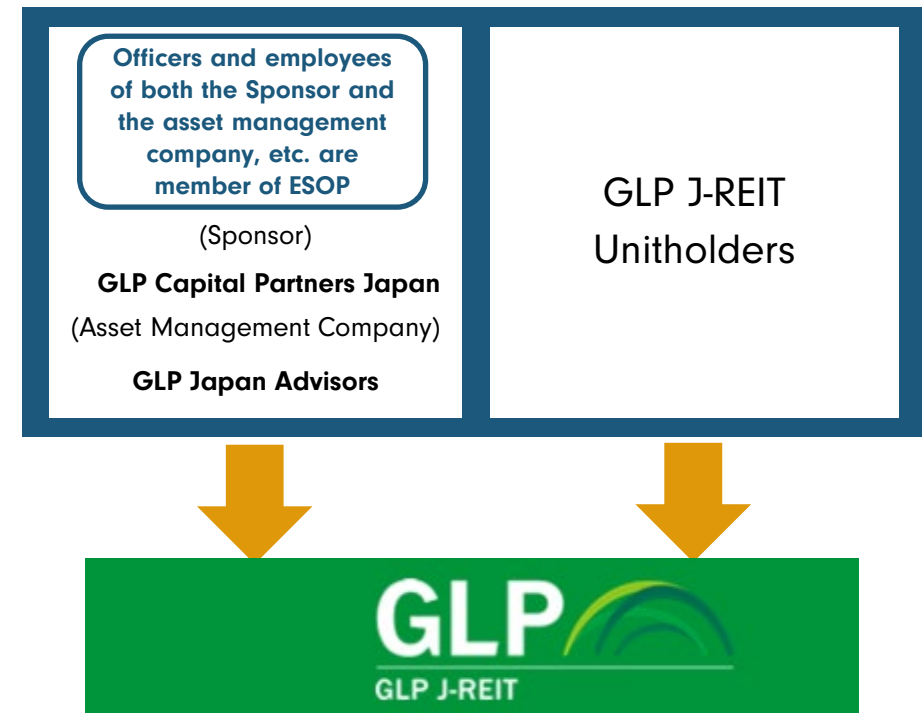 Officers and employees
of both the Sponsor and
the asset management
company, etc. are
member of ESOP
(Sponsor)
GLP Capital Partners Japan
(Asset Management Company)
GLP Japan Advisors
GLP J-REIT
Unitholders
GLP
GLP J-REIT